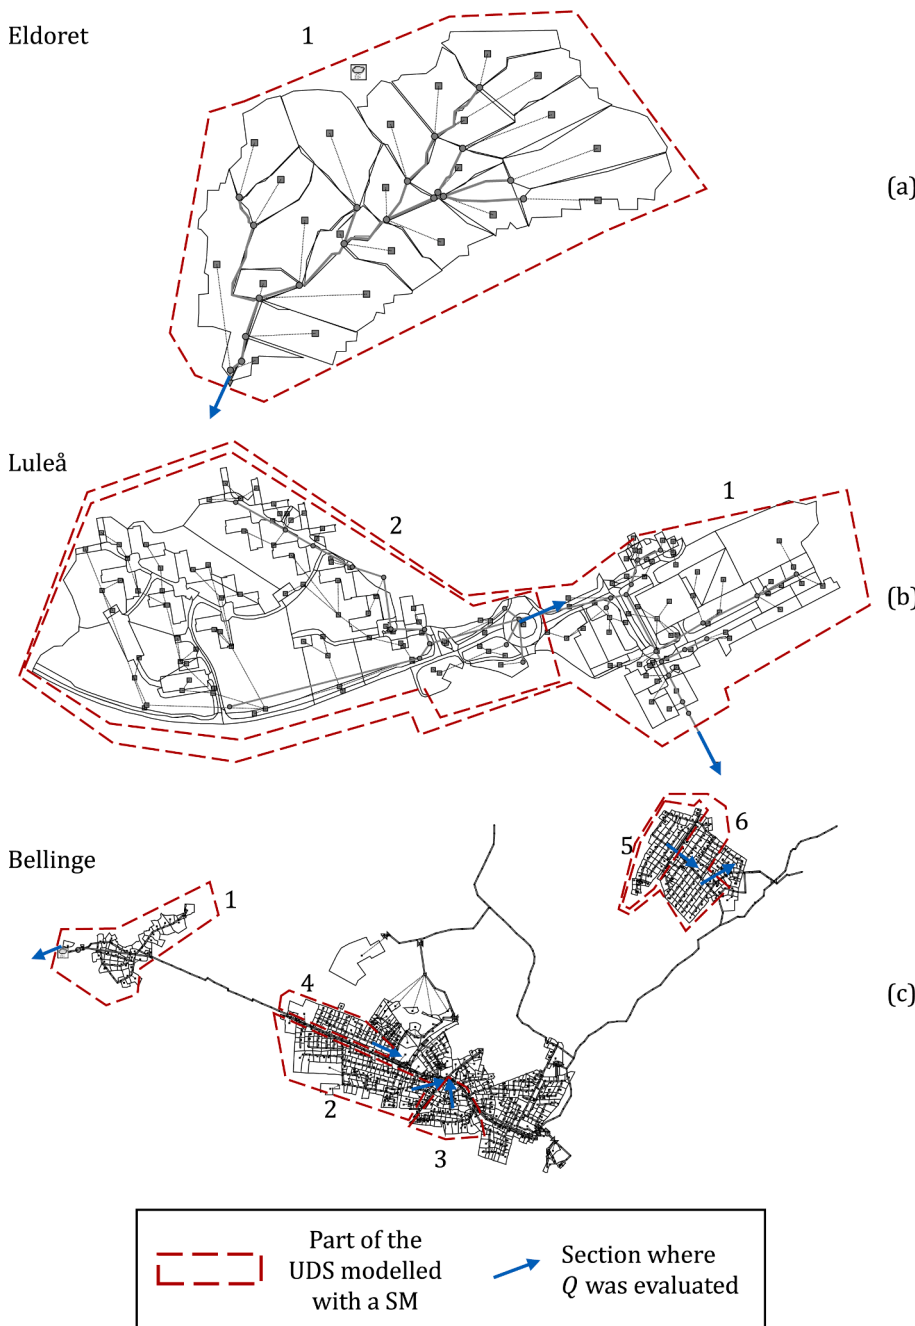 Eldoret
1
(a)
Luleå
2
1
(b)
Bellinge
1
4
2
3
5
6
(c)
Part of the
UDS modelled
with a SM
Section where
Q was evaluated